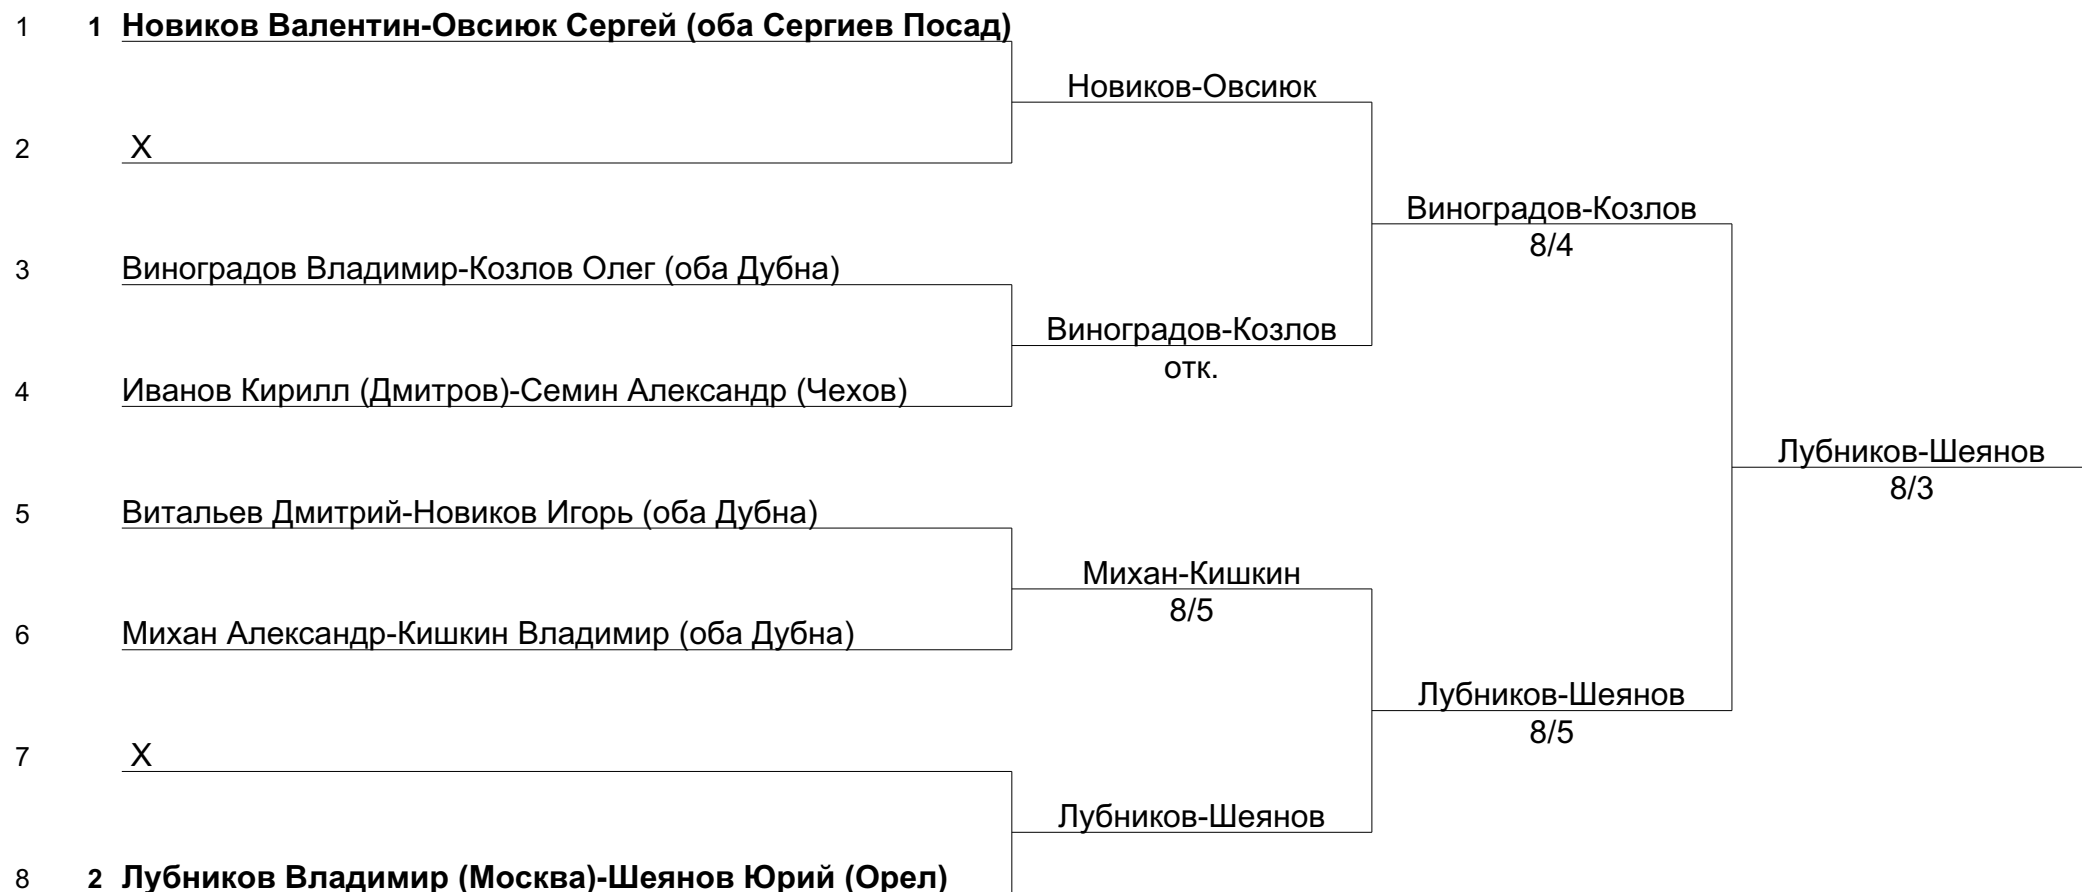 1 1 Новиков Валентин-Овсиюк Сергей (оба Сергиев Посад)
Новиков-Овсиюк
2 X
Виноградов-Козлов
8/4
3 Виноградов Владимир-Козлов Олег (оба Дубна)
Виноградов-Козлов
отк.
4 Иванов Кирилл (Дмитров)-Семин Александр (Чехов)
Лубников-Шеянов
8/3
5 Витальев Дмитрий-Новиков Игорь (оба Дубна)
Михан-Кишкин
8/5
6 Михан Александр-Кишкин Владимир (оба Дубна)
Лубников-Шеянов
8/5
7 X
Лубников-Шеянов
8 2 Лубников Владимир (Москва)-Шеянов Юрий (Орел)